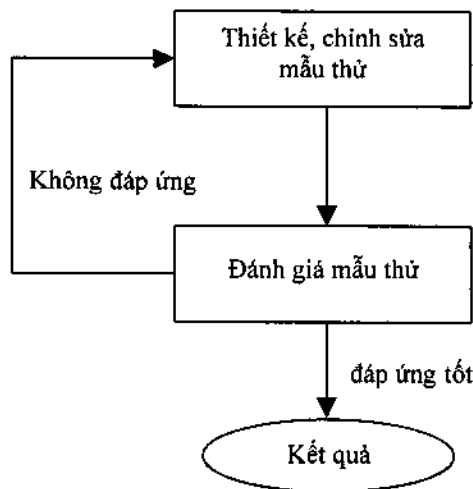 Thiết kế, chỉnh sửa
mẫu thử
Không đáp ứng
Đánh giá mẫu thử
đáp ứng tốt
Kết quả